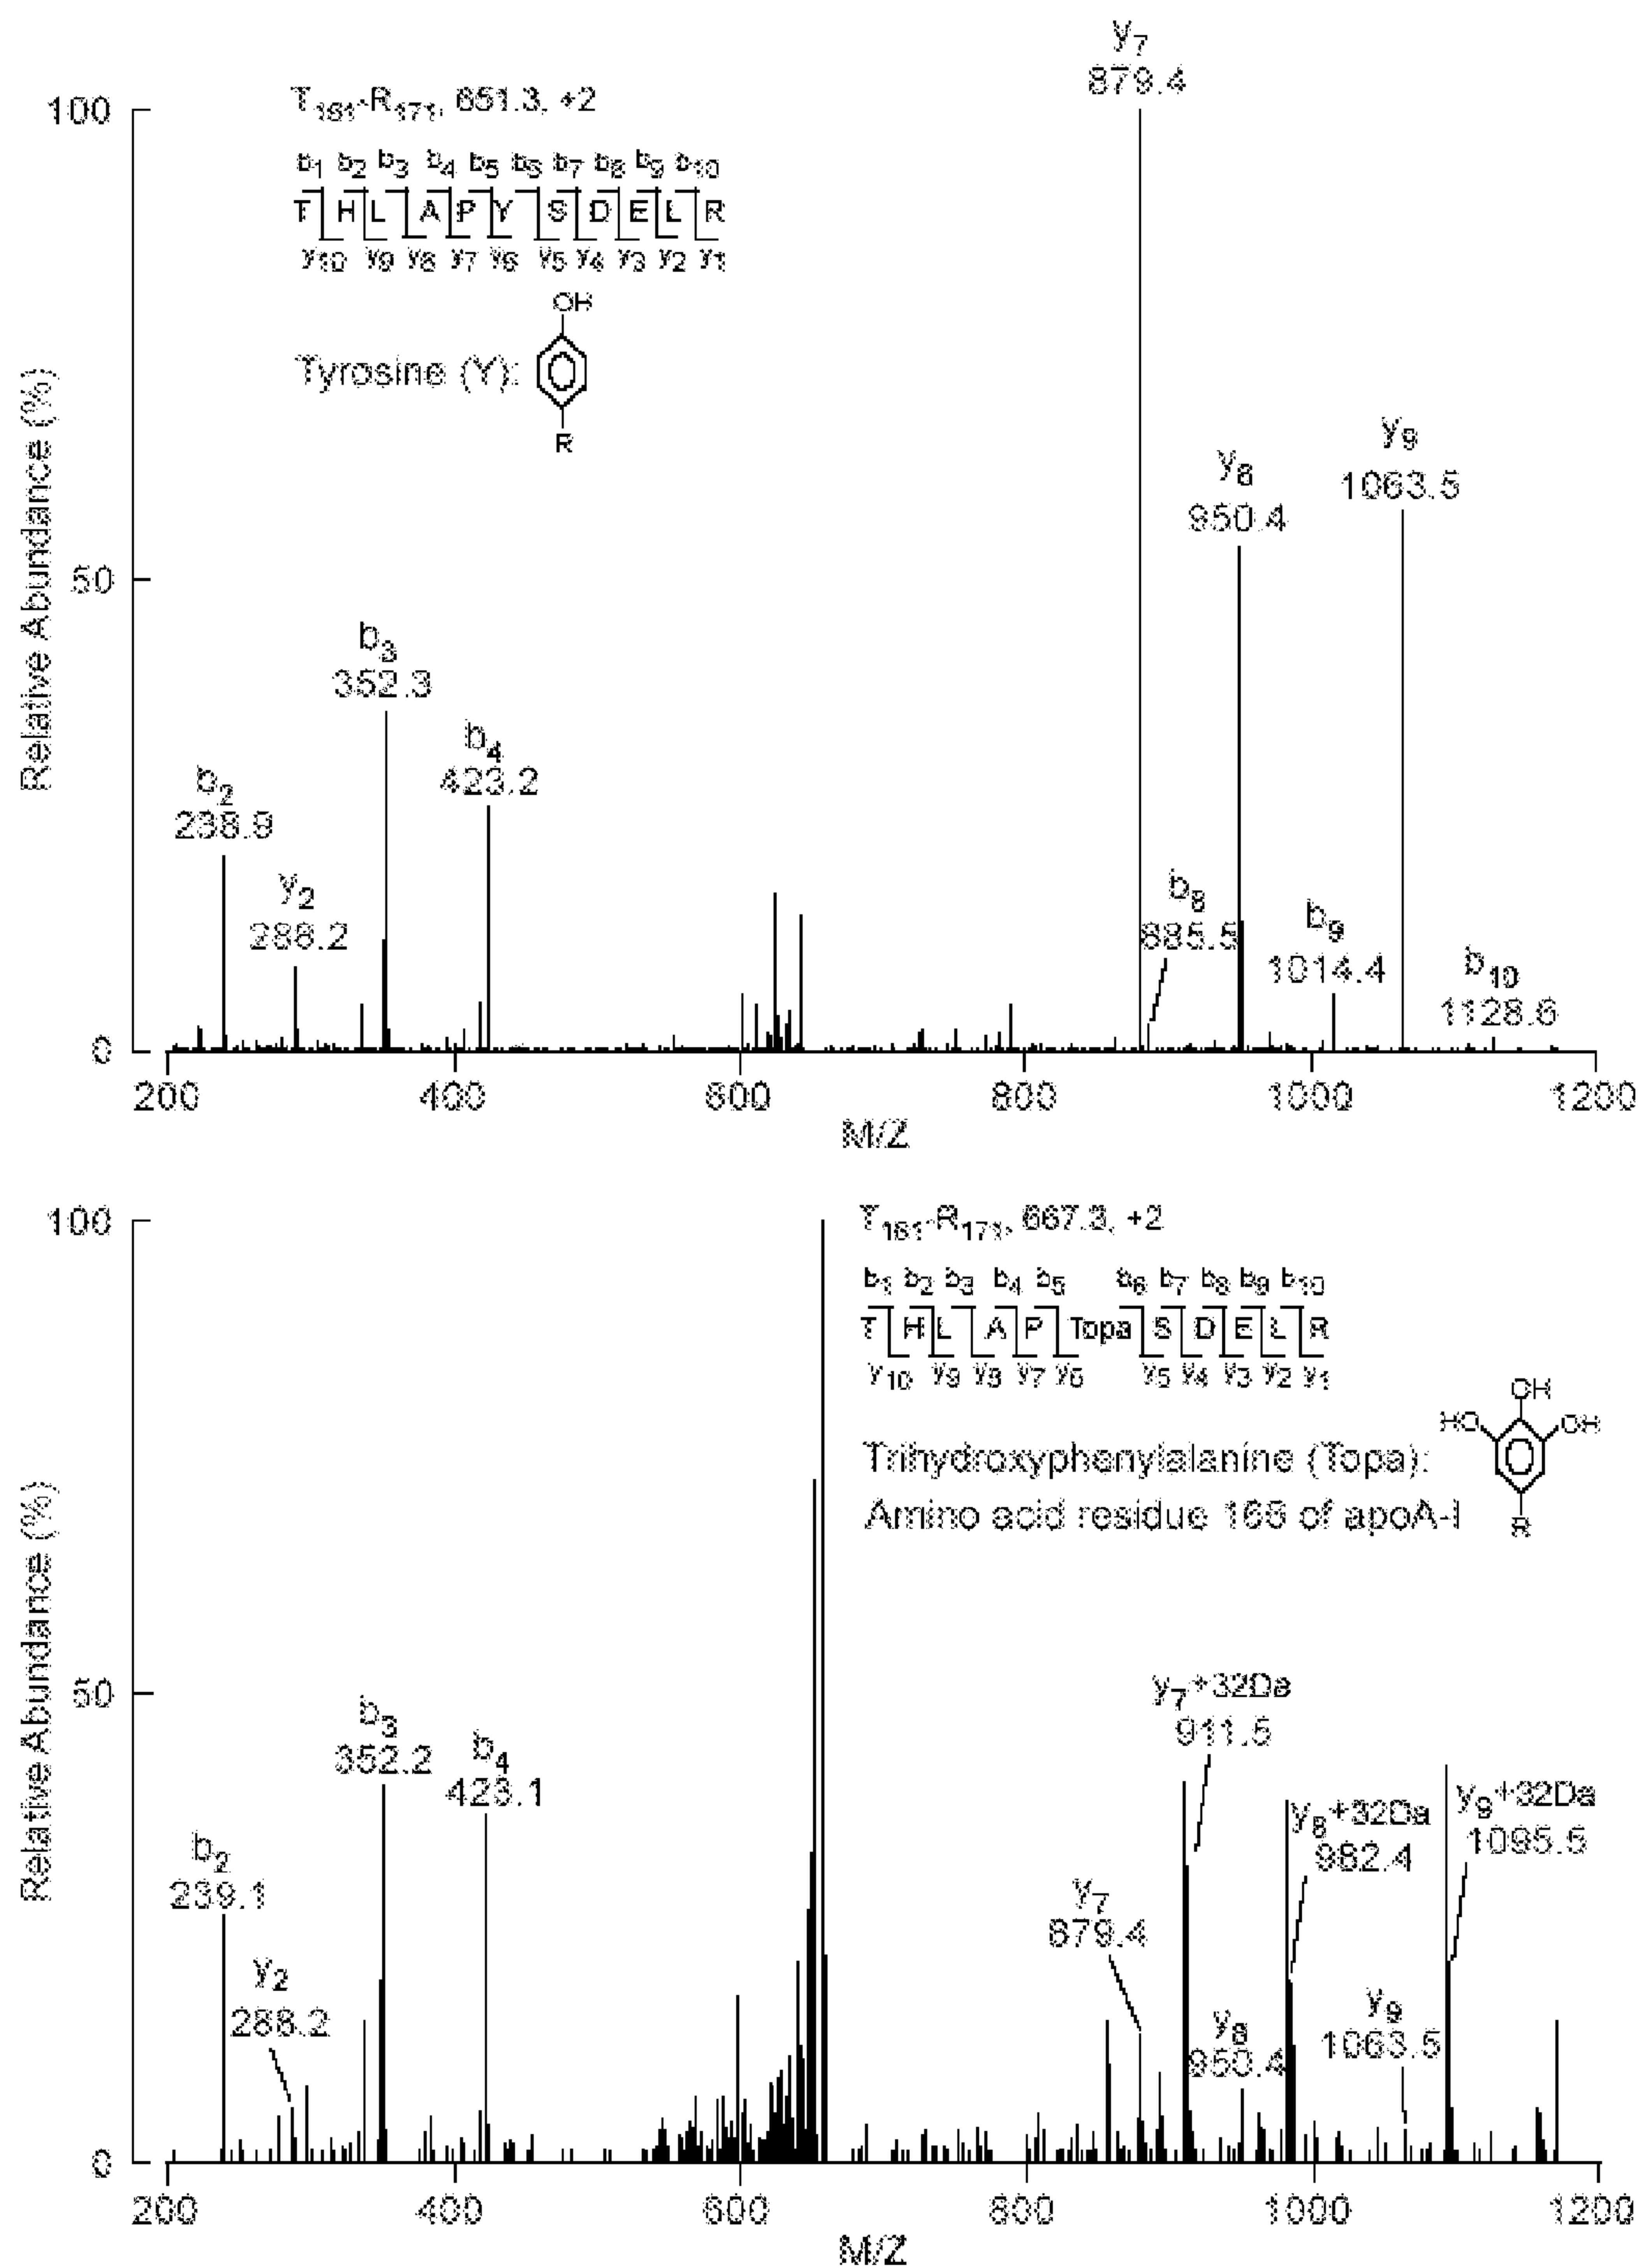 y7
879.4
100
T161-R171, 651.3, +2
b1 b2 b3 b4 b5 b6 b7 b8 b9 b10
T H L A P Y S D E L R
y10 y9 y8 y7 y6 y5 y4 y3 y2 y1
OH
Tyrosine (Y):
R
y9
1063.5
y8
950.4
50
Relative Abundance (%)
b3
352.3
b4
423.2
b2
238.9
y2
288.2
b8
885.5
b9
1014.4
b10
1128.6
0
200 400 600 800 1000 1200
M/Z
100
T161-R171, 667.3, +2
b1 b2 b3 b4 b5 b6 b7 b8 b9 b10
T H L A P Topa S D E L R
y10 y9 y8 y7 y6 y5 y4 y3 y2 y1
OH
HO OH
Trihydroxyphenylalanine (Topa):
Amino acid residue 166 of apoA-I
R
50
Relative Abundance (%)
y7+32Da
911.5
b3
352.2
b4
423.1
y8+32Da
982.4
y9+32Da
1095.5
b2
239.1
y7
879.4
y2
288.2
y8
950.4
y9
1063.5
0
200 400 600 800 1000 1200
M/Z